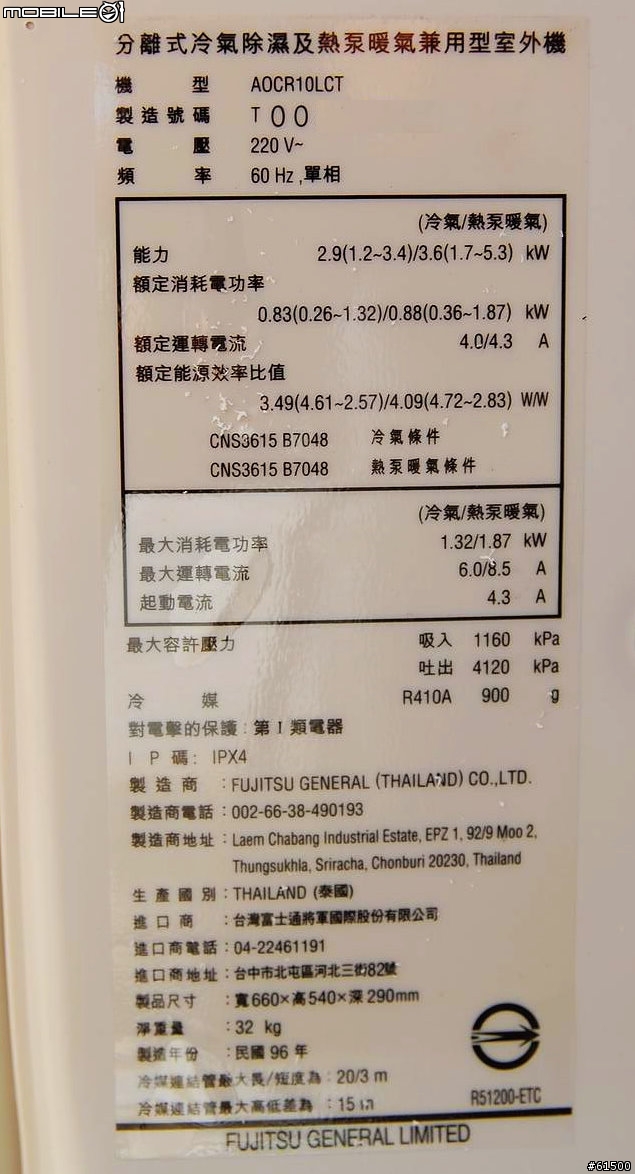 MOBILE01
分離式冷氣除濕及熱泵暖氣兼用型室外機
機 型 AOCR10LCT
製造號碼 T 00
電 壓 220 V~
頻 率 60 Hz ,單相
(冷氣/熱泵暖氣)
能力 2.9(1.2~3.4)/3.6(1.7~5.3) kW
額定消耗電功率
0.83(0.26~1.32)/0.88(0.36~1.87) kW
額定運轉電流 4.0/4.3 A
額定能源效率比值
3.49(4.61~2.57)/4.09(4.72~2.83) W/W
CNS3615 B7048 冷氣條件
CNS3615 B7048 熱泵暖氣條件
(冷氣/熱泵暖氣)
最大消耗電功率 1.32/1.87 kW
最大運轉電流 6.0/8.5 A
起動電流 4.3 A
最大容許壓力 吸入 1160 kPa
吐出 4120 kPa
冷 媒 R410A 900 g
對電擊的保護:第 I 類電器
I P 碼: IPX4
製造商 :FUJITSU GENERAL (THAILAND) CO.,LTD.
製造商電話:002-66-38-490193
製造商地址:Laem Chabang Industrial Estate, EPZ 1, 92/9 Moo 2,
Thungsukhla, Sriracha, Chonburi 20230, Thailand
生產國別:THAILAND (泰國)
進口商 :台灣富士通將軍國際股份有限公司
進口商電話:04-22461191
進口商地址:台中市北屯區河北三街82號
製品尺寸 :寬660×高540×深290mm
淨重量 :32 kg
製造年份 :民國 96 年
冷媒連結管最大長/短度為 :20/3 m
冷媒連結管最大高低差為 :15 m
R51200-ETC
FUJITSU GENERAL LIMITED
#61500